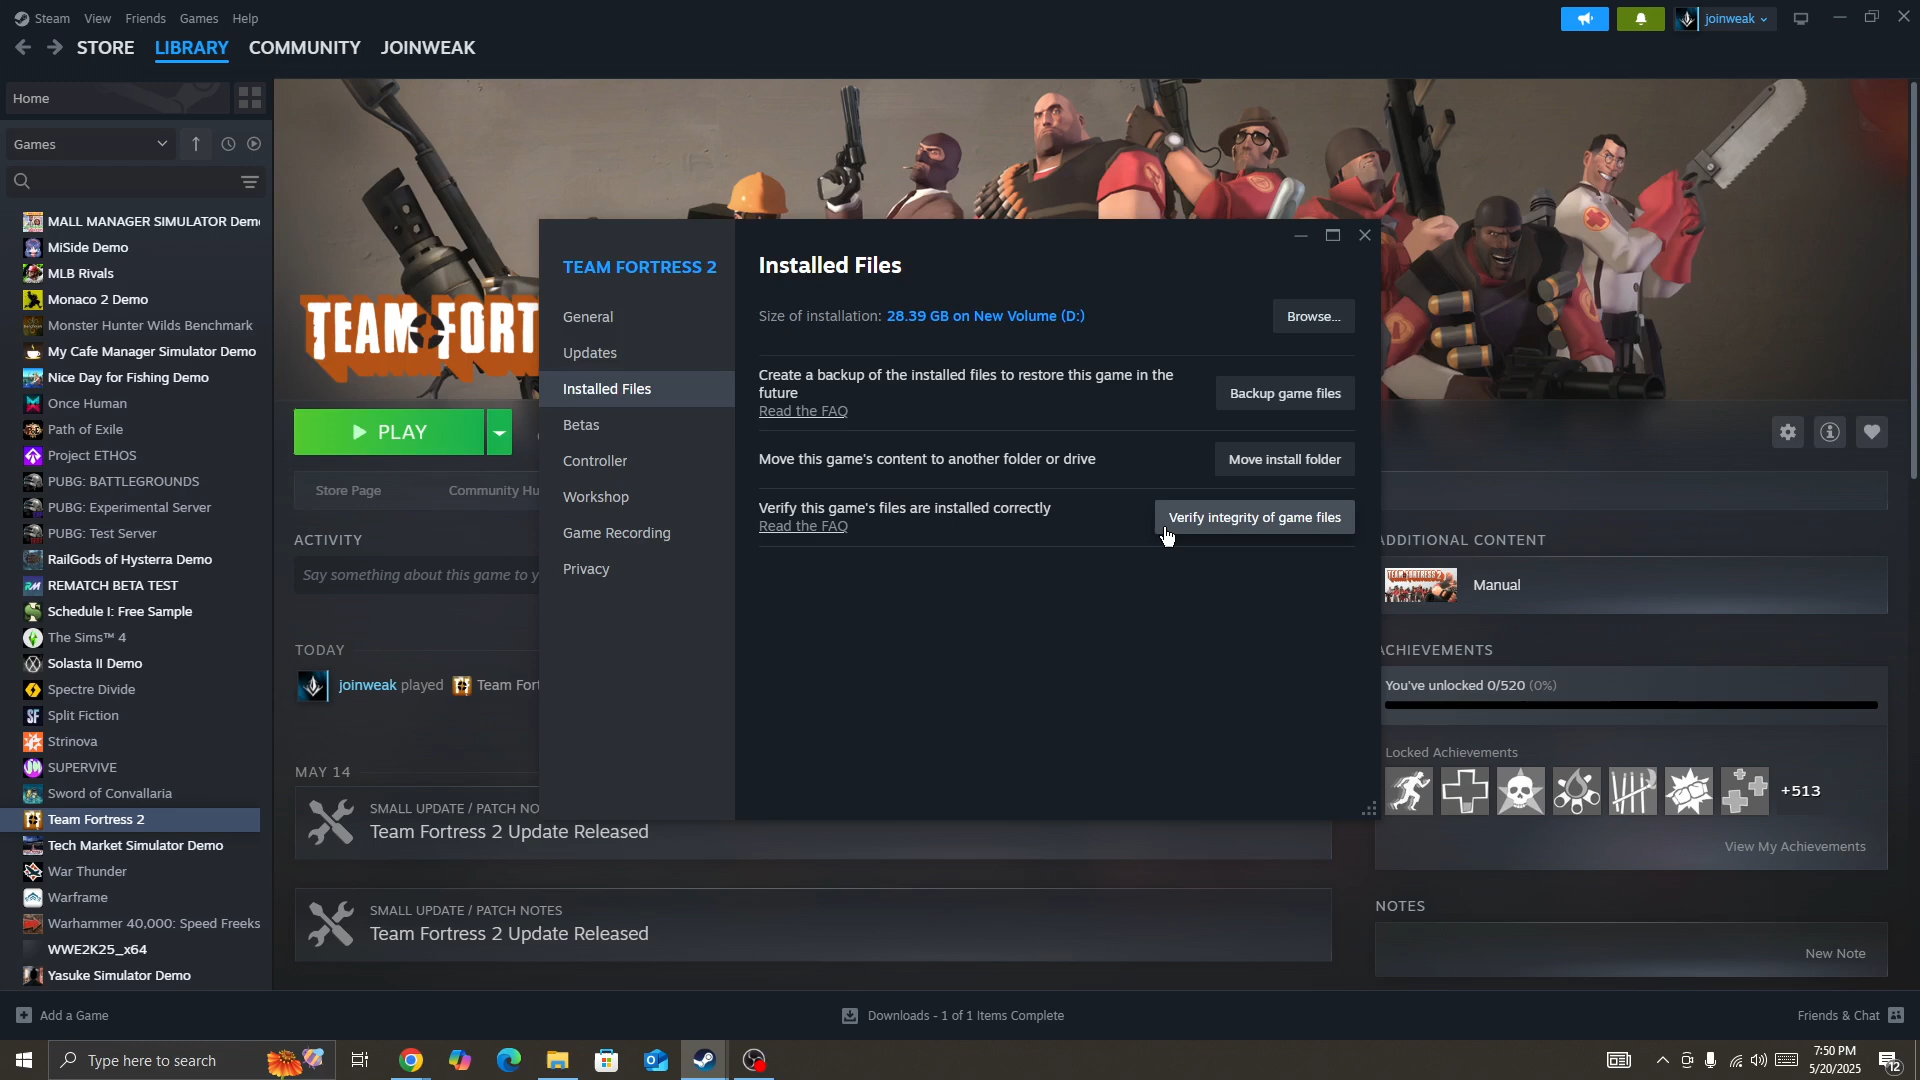 Steam View Friends Games Help
joinweak
STORE LIBRARY COMMUNITY JOINWEAK
Home
Games
MALL MANAGER SIMULATOR Dem
MiSide Demo
MLB Rivals
Monaco 2 Demo
Monster Hunter Wilds Benchmark
My Cafe Manager Simulator Demo
Nice Day for Fishing Demo
Once Human
Path of Exile
Project ETHOS
PUBG: BATTLEGROUNDS
PUBG: Experimental Server
PUBG: Test Server
RailGods of Hysterra Demo
REMATCH BETA TEST
Schedule I: Free Sample
The Sims™ 4
Solasta II Demo
Spectre Divide
Split Fiction
Strinova
SUPERVIVE
Sword of Convallaria
Team Fortress 2
Tech Market Simulator Demo
War Thunder
Warframe
Warhammer 40,000: Speed Freeks
WWE2K25_x64
Yasuke Simulator Demo
TEAM FORT
PLAY
Store Page Community Hu
ACTIVITY
Say something about this game to y
TODAY
joinweak played Team Fort
MAY 14
SMALL UPDATE / PATCH NO
Team Fortress 2 Update Released
SMALL UPDATE / PATCH NOTES
Team Fortress 2 Update Released
TEAM FORTRESS 2
General
Updates
Installed Files
Betas
Controller
Workshop
Game Recording
Privacy
Installed Files
Size of installation: 28.39 GB on New Volume (D:)
Browse...
Create a backup of the installed files to restore this game in the
future
Read the FAQ
Backup game files
Move this game's content to another folder or drive
Move install folder
Verify this game's files are installed correctly
Read the FAQ
Verify integrity of game files
DDITIONAL CONTENT
TEAM FORTRESS 2
Manual
CHIEVEMENTS
You've unlocked 0/520 (0%)
Locked Achievements
+513
View My Achievements
NOTES
New Note
Add a Game
Downloads - 1 of 1 Items Complete
Friends & Chat
Type here to search
7:50 PM
5/20/2025
12